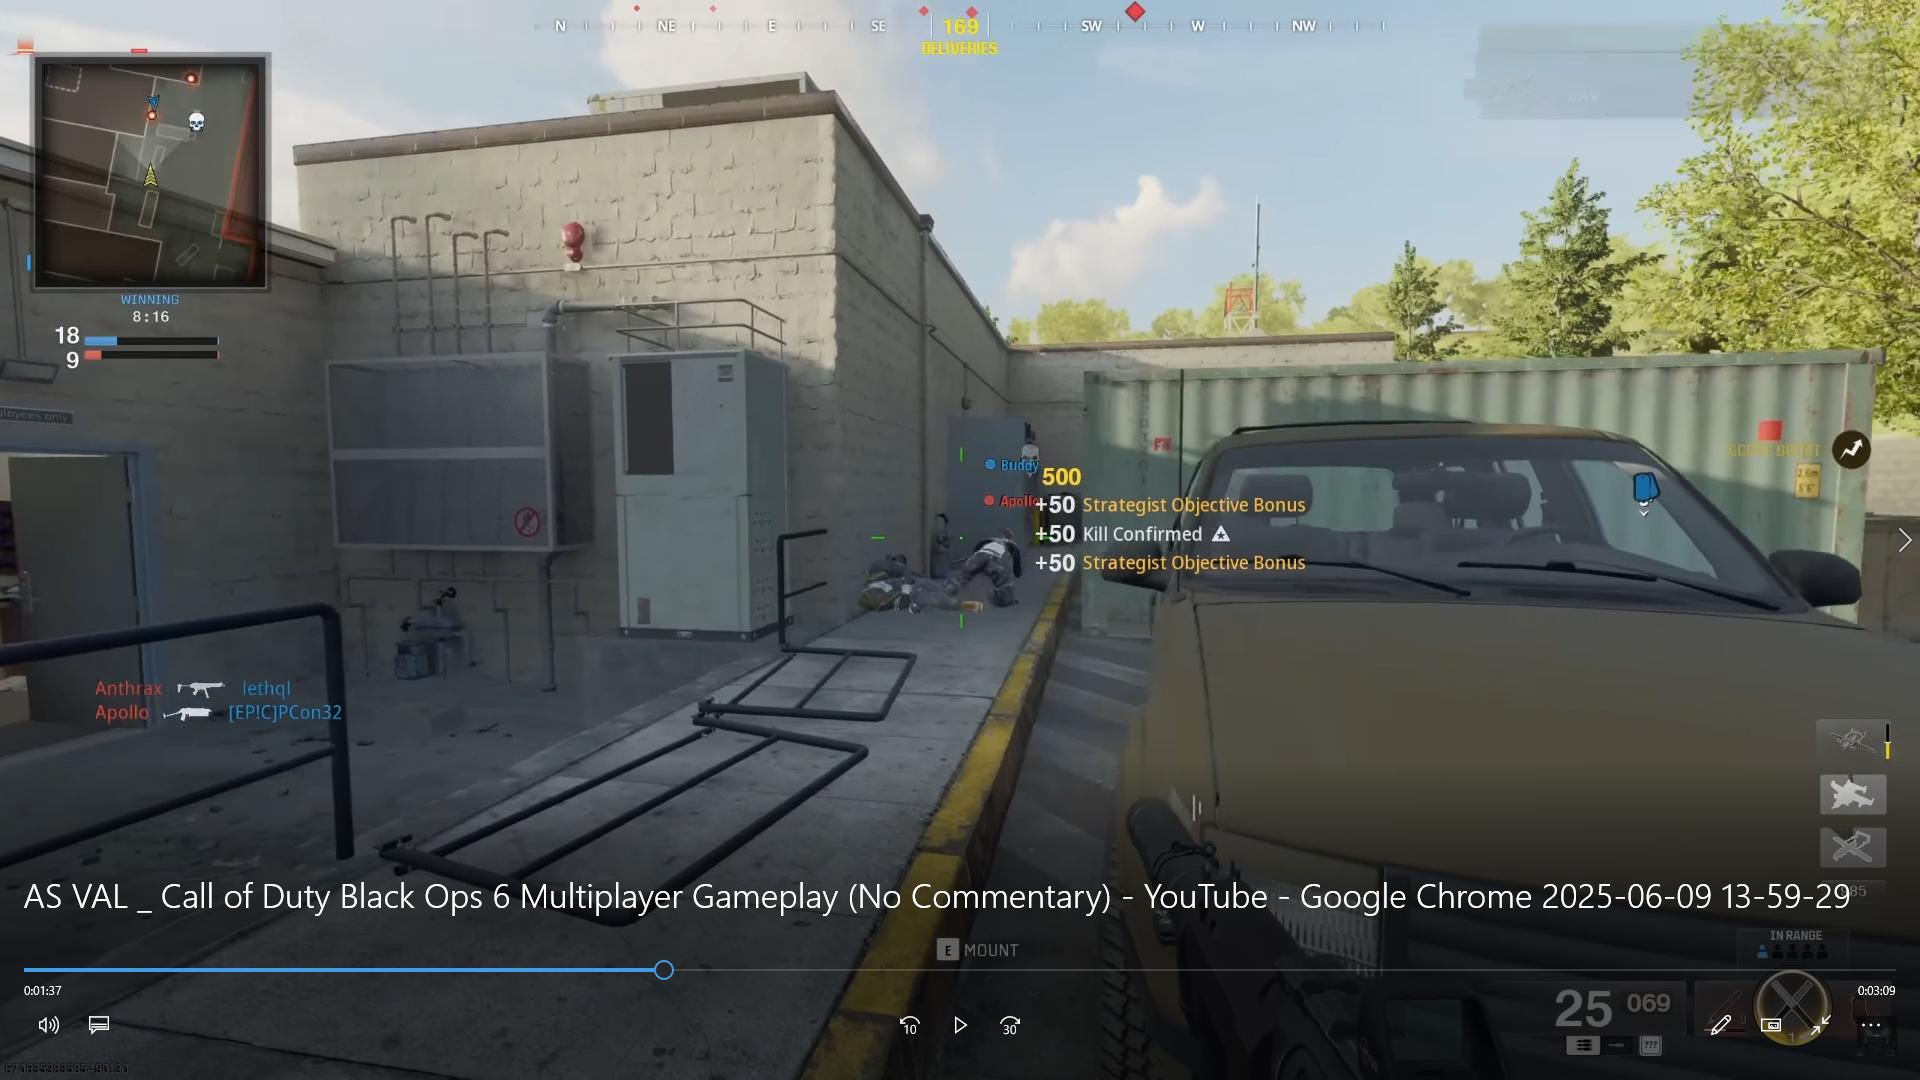 N NE E SE 169 SW W NW
DELIVERIES
WINNING
8:16
18
9
ployees only
Buddy
500
Apollo
+50 Strategist Objective Bonus
+50 Kill Confirmed
+50 Strategist Objective Bonus
Anthrax lethql
Apollo [EP!C]PCon32
AS VAL _ Call of Duty Black Ops 6 Multiplayer Gameplay (No Commentary) - YouTube - Google Chrome 2025-06-09 13-59-29
IN RANGE
E MOUNT
0:01:37
0:03:09
25 069
10
30
1
???